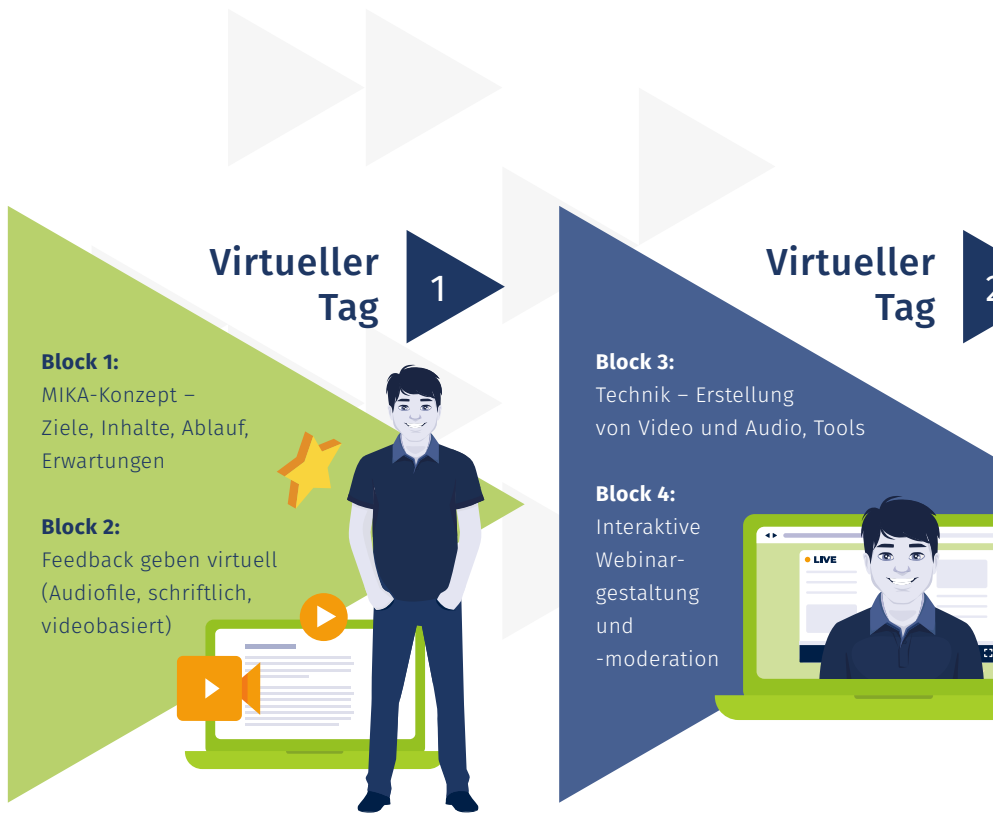 Virtueller
Tag
1
Block 1:
MIKA-Konzept –
Ziele, Inhalte, Ablauf,
Erwartungen
Block 2:
Feedback geben virtuell
(Audiofile, schriftlich,
videobasiert)
Virtueller
Tag
2
Block 3:
Technik – Erstellung
von Video und Audio, Tools
Block 4:
Interaktive
Webinar-
gestaltung
und
-moderation
LIVE